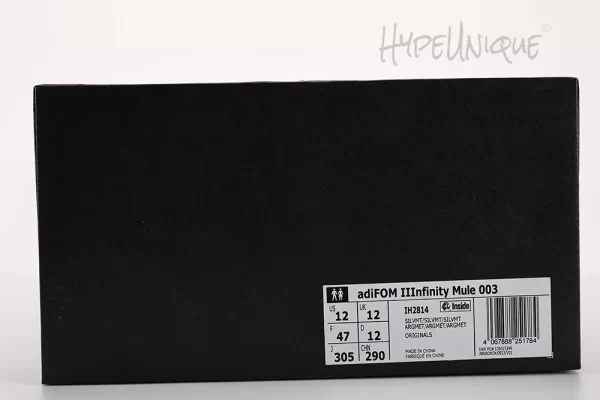 HYPEUNIQUE©
adiFOM IIInfinity Mule 003
US 12 UK 12
F 47 D 12
J 305 CHN 290
IH2814 Inside
SILVMT/SILVMT/SILVMT
ARGMET/ARGMET/ARGMET
ORIGINALS
MADE IN CHINA
FABRIQUÉ EN CHINE
4 067888 251784